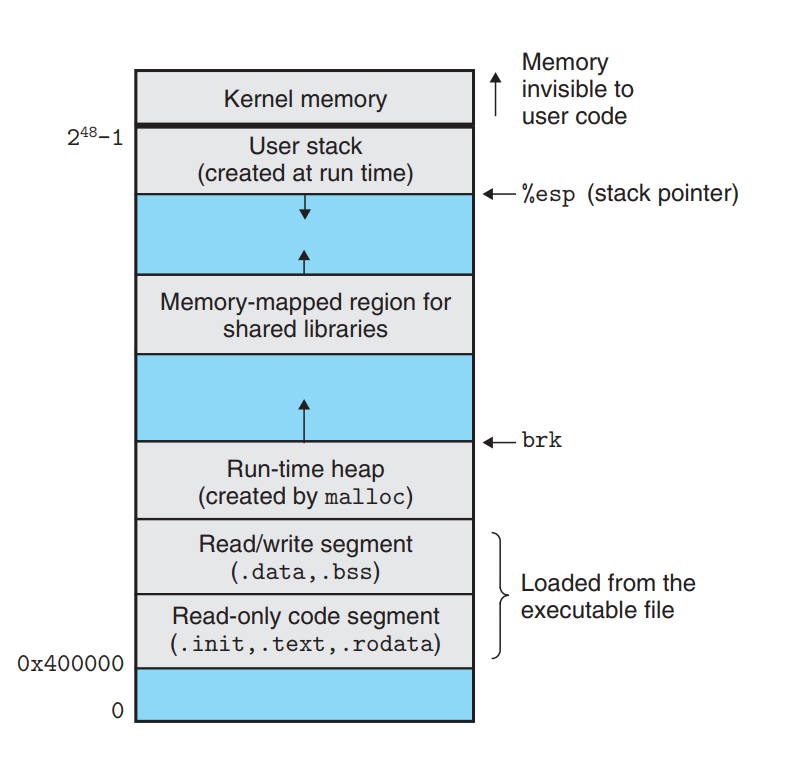 Memory
invisible to
user code
Kernel memory
2⁴⁸−1
User stack
(created at run time)
%esp (stack pointer)
Memory-mapped region for
shared libraries
brk
Run-time heap
(created by malloc)
Read/write segment
(.data,.bss)
Loaded from the
executable file
Read-only code segment
(.init,.text,.rodata)
0x400000
0